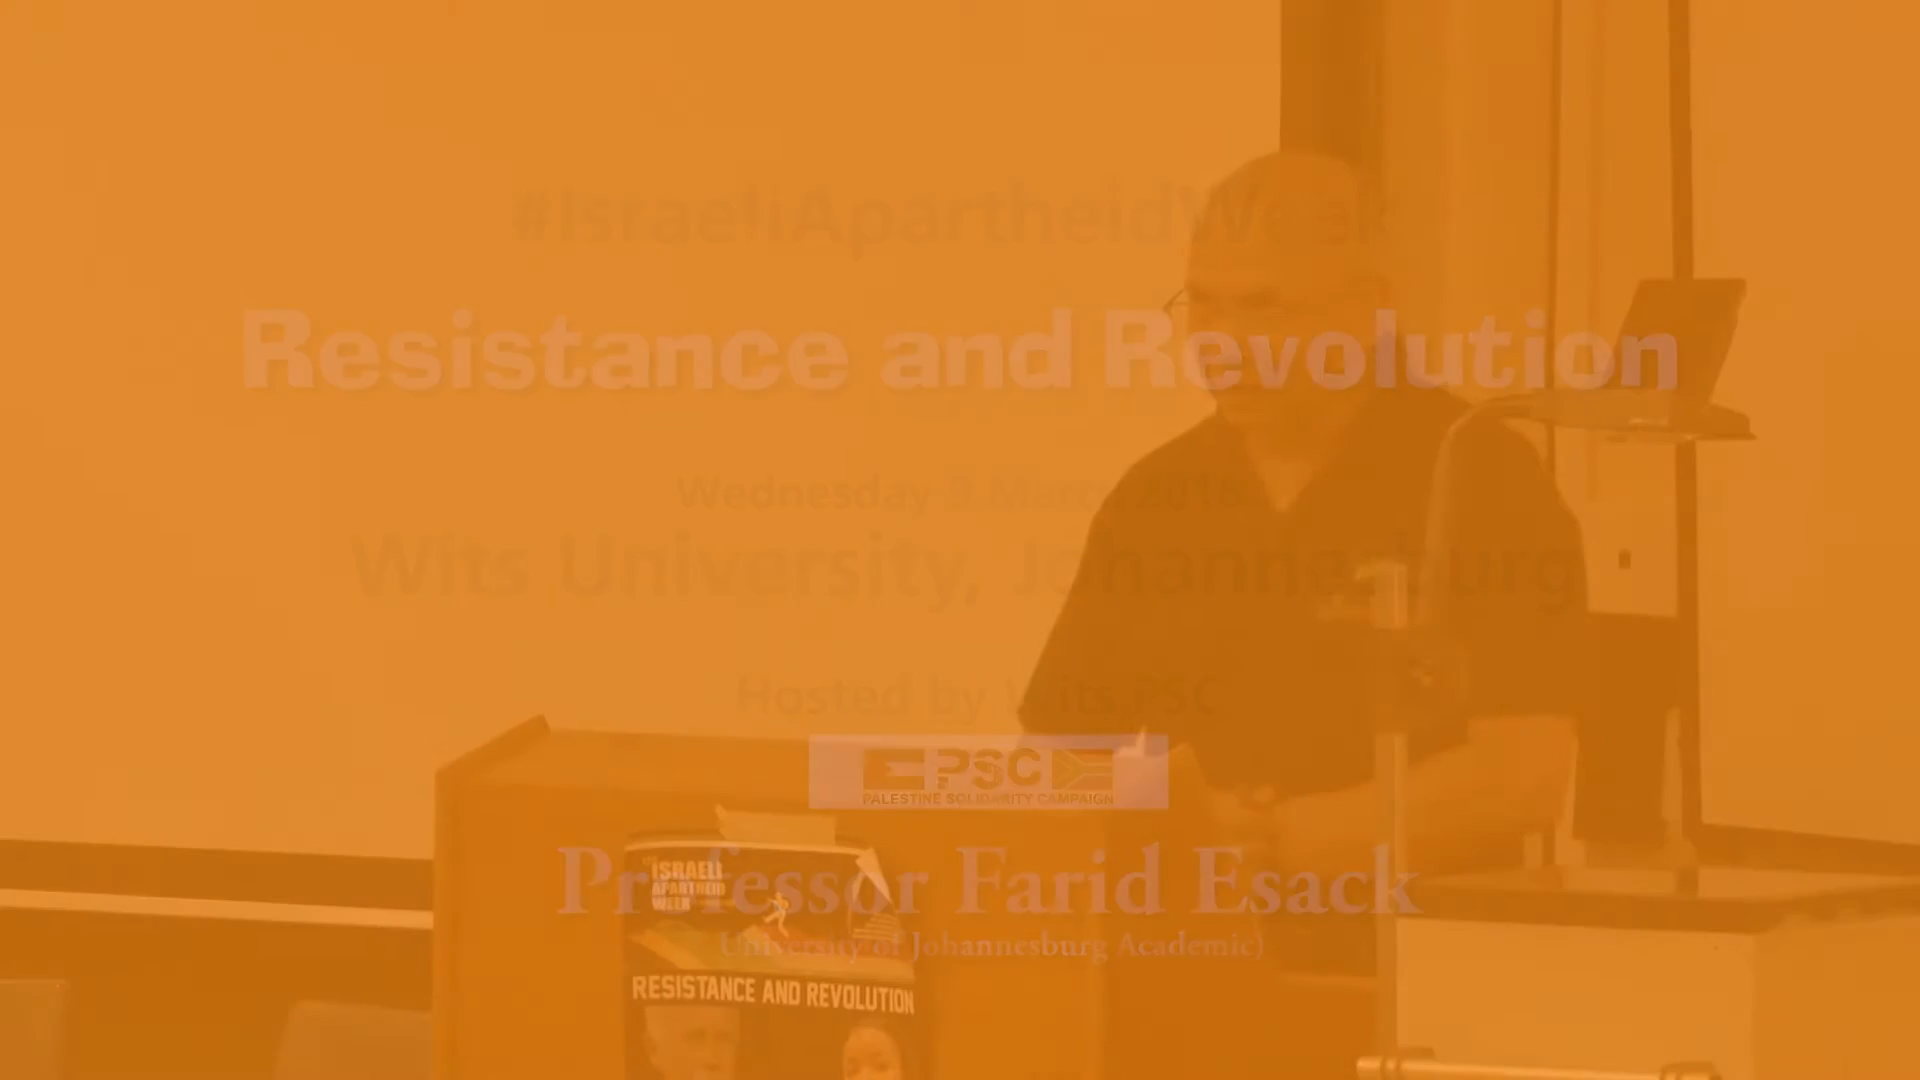 #IsraeliApartheidWeek
Resistance and Revolution
Wednesday 9 March 2016
Wits University, Johannesburg
Hosted by Wits PSC
PSC
PALESTINE SOLIDARITY CAMPAIGN
Professor Farid Esack
University of Johannesburg Academic)
ISRAELI
APARTHEID
WEEK
RESISTANCE AND REVOLUTION